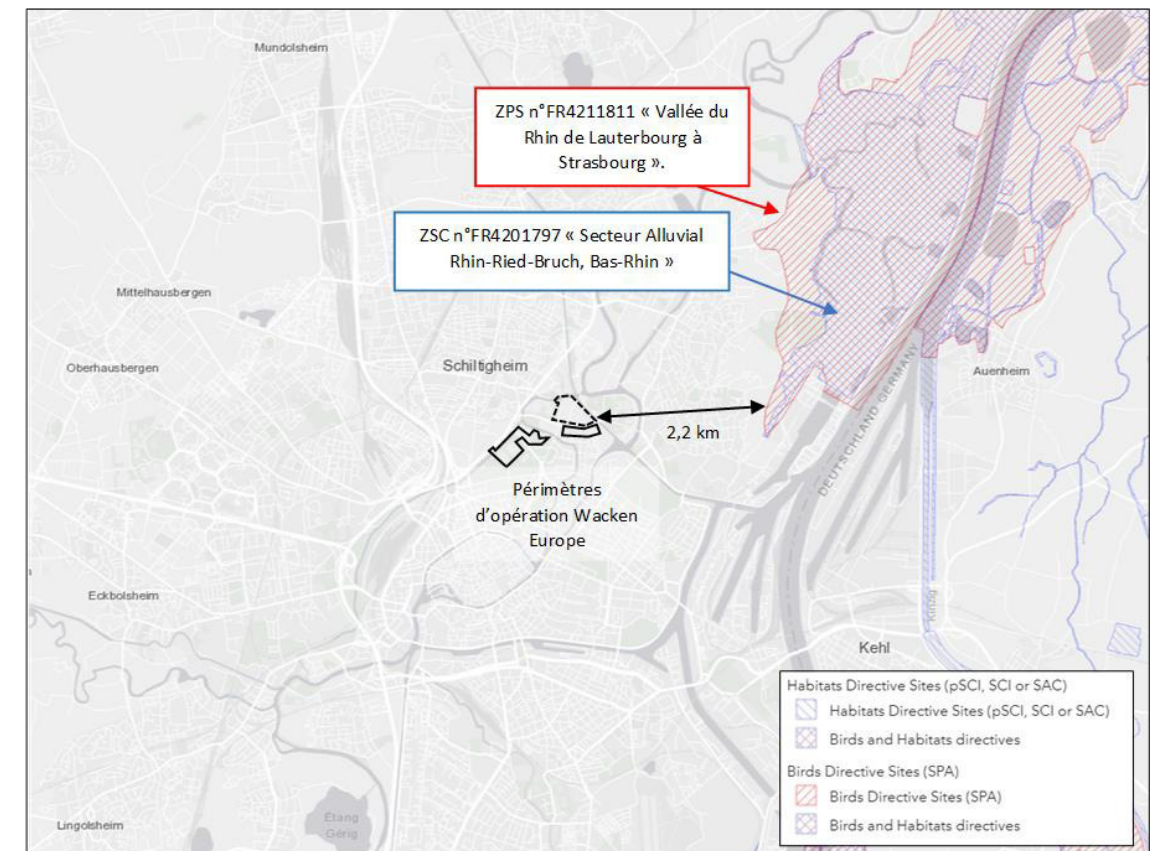 Mundolsheim
ZPS n°FR4211811 « Vallée du
Rhin de Lauterbourg à
Strasbourg ».
ZSC n°FR4201797 « Secteur Alluvial
Rhin-Ried-Bruch, Bas-Rhin »
Mittelhausbergen
Oberhausbergen
Schiltigheim
Auenheim
DEUTSCHLAND GERMANY
2,2 km
Périmètres
d'opération Wacken
Europe
Eckbolsheim
Kinzig
Kehl
Lingolsheim
Étang
Gérig
Habitats Directive Sites (pSCI, SCI or SAC)
Habitats Directive Sites (pSCI, SCI or SAC)
Birds and Habitats directives
Birds Directive Sites (SPA)
Birds Directive Sites (SPA)
Birds and Habitats directives